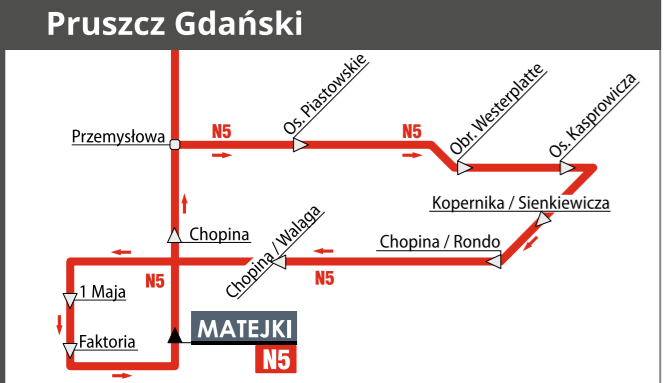 Pruszcz Gdański
Os. Piastowskie
Obr. Westerplatte
Os. Kasprowicza
Przemysłowa
N5
N5
Kopernika / Sienkiewicza
Chopina
Chopina / Wałąga
Chopina / Rondo
N5
N5
1 Maja
MATEJKI
Faktoria
N5